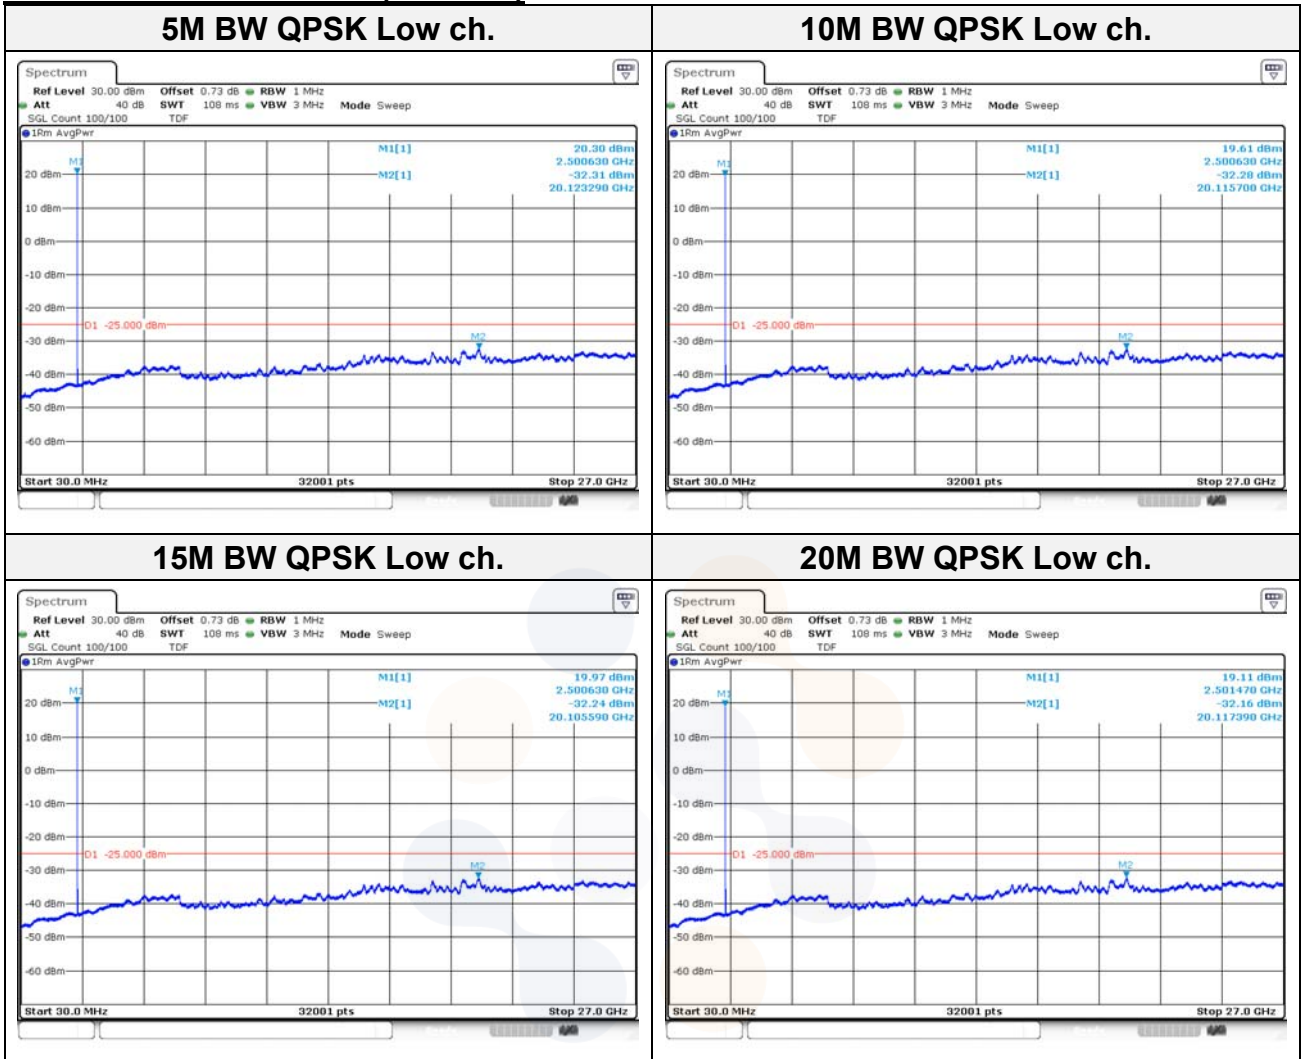 5M BW QPSK Low ch.
10M BW QPSK Low ch.
Spectrum
Ref Level 30.00 dBm Offset 0.73 dB RBW 1 MHz
Att 40 dB SWT 108 ms VBW 3 MHz Mode Sweep
SGL Count 100/100 TDF
1Rm AvgPwr
M1[1] 20.30 dBm
2.500630 GHz
M2[1] -32.31 dBm
20.123290 GHz
M1
20 dBm
10 dBm
0 dBm
-10 dBm
-20 dBm
D1 -25.000 dBm
-30 dBm
M2
-40 dBm
-50 dBm
-60 dBm
Start 30.0 MHz 32001 pts Stop 27.0 GHz
Spectrum
Ref Level 30.00 dBm Offset 0.73 dB RBW 1 MHz
Att 40 dB SWT 108 ms VBW 3 MHz Mode Sweep
SGL Count 100/100 TDF
1Rm AvgPwr
M1[1] 19.61 dBm
2.500630 GHz
M2[1] -32.28 dBm
20.115700 GHz
M1
20 dBm
10 dBm
0 dBm
-10 dBm
-20 dBm
D1 -25.000 dBm
-30 dBm
M2
-40 dBm
-50 dBm
-60 dBm
Start 30.0 MHz 32001 pts Stop 27.0 GHz
15M BW QPSK Low ch.
20M BW QPSK Low ch.
Spectrum
Ref Level 30.00 dBm Offset 0.73 dB RBW 1 MHz
Att 40 dB SWT 108 ms VBW 3 MHz Mode Sweep
SGL Count 100/100 TDF
1Rm AvgPwr
M1[1] 19.97 dBm
2.500630 GHz
M2[1] -32.24 dBm
20.105590 GHz
M1
20 dBm
10 dBm
0 dBm
-10 dBm
-20 dBm
D1 -25.000 dBm
-30 dBm
M2
-40 dBm
-50 dBm
-60 dBm
Start 30.0 MHz 32001 pts Stop 27.0 GHz
Spectrum
Ref Level 30.00 dBm Offset 0.73 dB RBW 1 MHz
Att 40 dB SWT 108 ms VBW 3 MHz Mode Sweep
SGL Count 100/100 TDF
1Rm AvgPwr
M1[1] 19.11 dBm
2.501470 GHz
M2[1] -32.16 dBm
20.117390 GHz
M1
20 dBm
10 dBm
0 dBm
-10 dBm
-20 dBm
D1 -25.000 dBm
-30 dBm
M2
-40 dBm
-50 dBm
-60 dBm
Start 30.0 MHz 32001 pts Stop 27.0 GHz